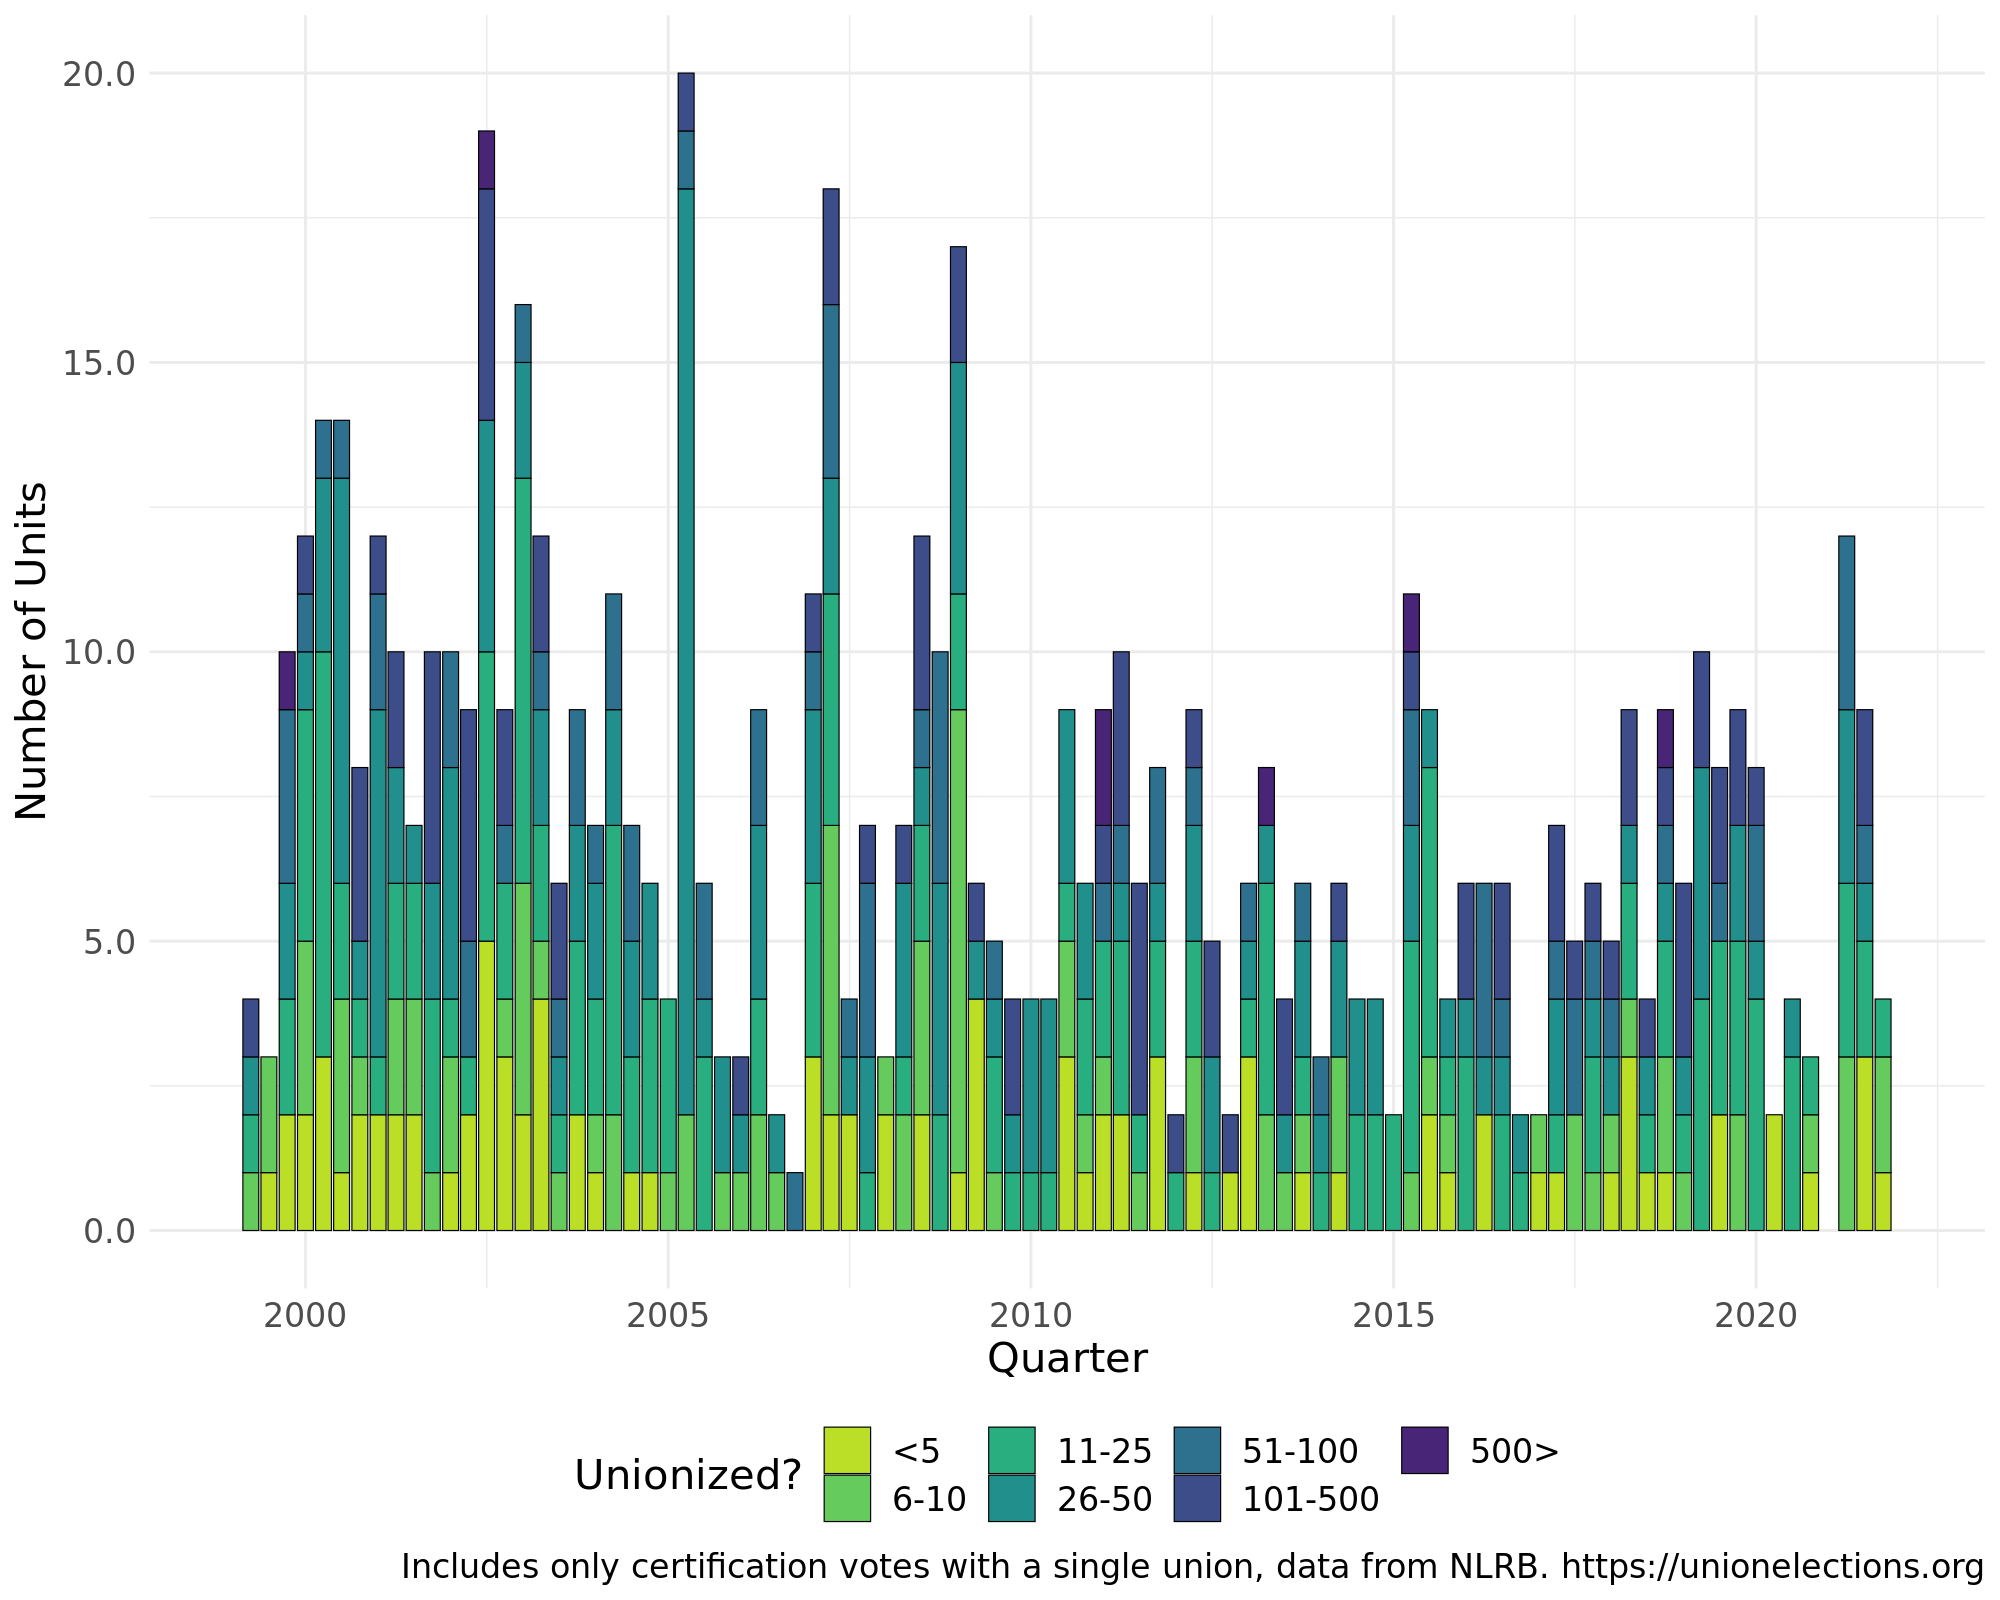 20.0
15.0
10.0
5.0
0.0
Number of Units
2000 2005 2010 2015 2020
Quarter
Unionized?
<5 11-25 51-100 500>
6-10 26-50 101-500
Includes only certification votes with a single union, data from NLRB. https://unionelections.org